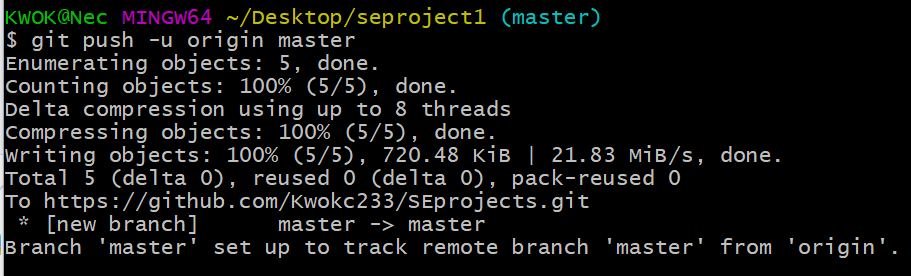 KWOK@Nec MINGW64 ~/Desktop/seproject1 (master)
$ git push -u origin master
Enumerating objects: 5, done.
Counting objects: 100% (5/5), done.
Delta compression using up to 8 threads
Compressing objects: 100% (5/5), done.
Writing objects: 100% (5/5), 720.48 KiB | 21.83 MiB/s, done.
Total 5 (delta 0), reused 0 (delta 0), pack-reused 0
To https://github.com/Kwokc233/SEprojects.git
 * [new branch]      master -> master
Branch 'master' set up to track remote branch 'master' from 'origin'.